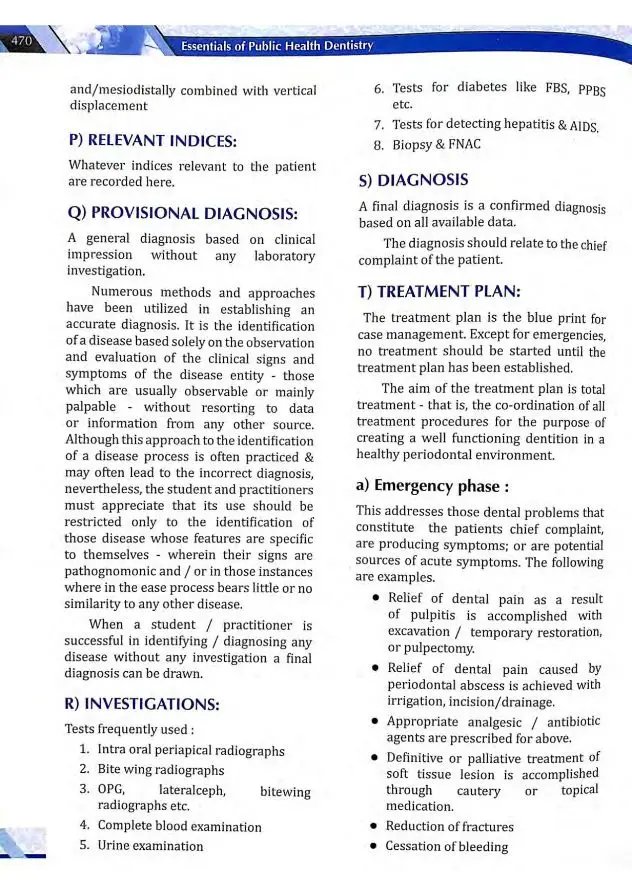 470
Essentials of Public Health Dentistry
and/mesiodistally combined with vertical
displacement
P) RELEVANT INDICES:
Whatever indices relevant to the patient
are recorded here.
Q) PROVISIONAL DIAGNOSIS:
A general diagnosis based on clinical
impression without any laboratory
investigation.
Numerous methods and approaches
have been utilized in establishing an
accurate diagnosis. It is the identification
of a disease based solely on the observation
and evaluation of the clinical signs and
symptoms of the disease entity - those
which are usually observable or mainly
palpable - without resorting to data
or information from any other source.
Although this approach to the identification
of a disease process is often practiced &
may often lead to the incorrect diagnosis,
nevertheless, the student and practitioners
must appreciate that its use should be
restricted only to the identification of
those disease whose features are specific
to themselves - wherein their signs are
pathognomonic and / or in those instances
where in the ease process bears little or no
similarity to any other disease.
When a student / practitioner is
successful in identifying / diagnosing any
disease without any investigation a final
diagnosis can be drawn.
R) INVESTIGATIONS:
Tests frequently used :
1. Intra oral periapical radiographs
2. Bite wing radiographs
3. OPG, lateralceph, bitewing
radiographs etc.
4. Complete blood examination
5. Urine examination
6. Tests for diabetes like FBS, PPBS
etc.
7. Tests for detecting hepatitis & AIDS.
8. Biopsy & FNAC
S) DIAGNOSIS
A final diagnosis is a confirmed diagnosis
based on all available data.
The diagnosis should relate to the chief
complaint of the patient.
T) TREATMENT PLAN:
The treatment plan is the blue print for
case management. Except for emergencies,
no treatment should be started until the
treatment plan has been established.
The aim of the treatment plan is total
treatment - that is, the co-ordination of all
treatment procedures for the purpose of
creating a well functioning dentition in a
healthy periodontal environment.
a) Emergency phase :
This addresses those dental problems that
constitute the patients chief complaint,
are producing symptoms; or are potential
sources of acute symptoms. The following
are examples.
• Relief of dental pain as a result
of pulpitis is accomplished with
excavation / temporary restoration,
or pulpectomy.
• Relief of dental pain caused by
periodontal abscess is achieved with
irrigation, incision/drainage.
• Appropriate analgesic / antibiotic
agents are prescribed for above.
• Definitive or palliative treatment of
soft tissue lesion is accomplished
through cautery or topical
medication.
• Reduction of fractures
• Cessation of bleeding